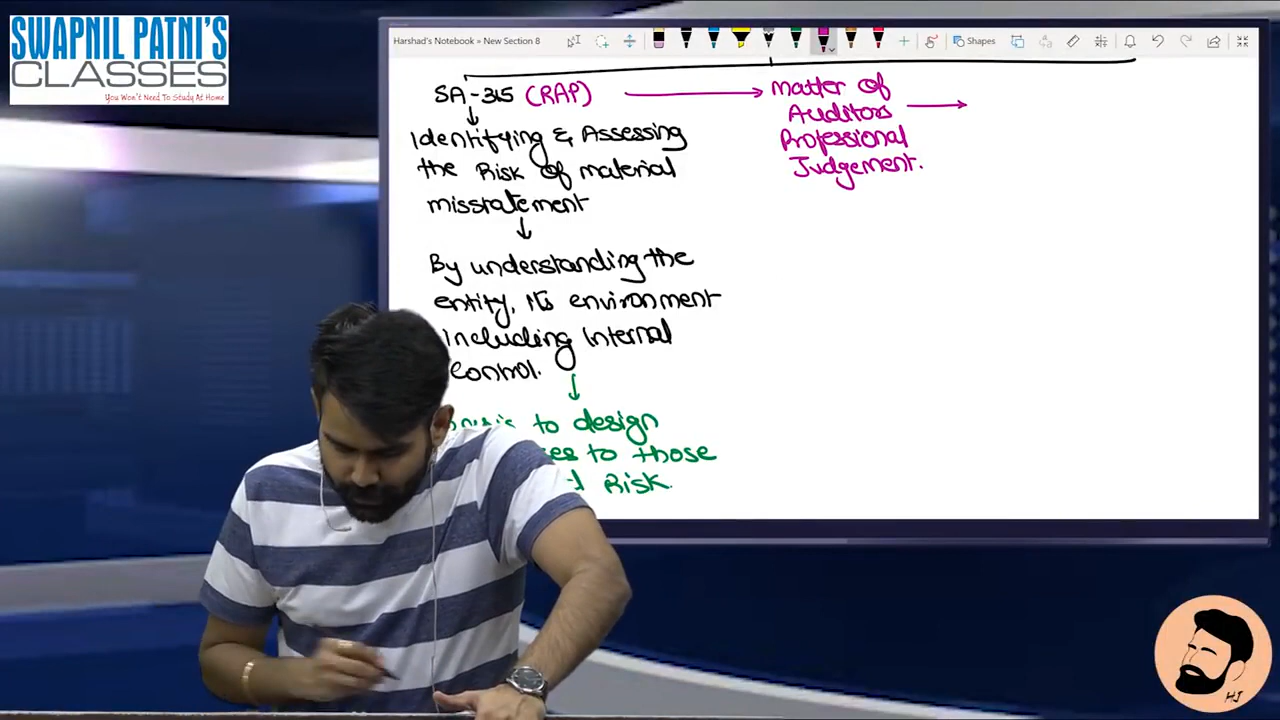 SWAPNIL PATNI'S
CLASSES
You Won't Need To Study At Home
Harshad's Notebook » New Section 8
Shapes
SA-315 (RAP)
Identifying & Assessing
the Risk of material
misstatement
By understanding the
entity, its environment
Including Internal
Control.
to design
to those
Risk.
Matter of
Auditors
Professional
Judgement.
HJ